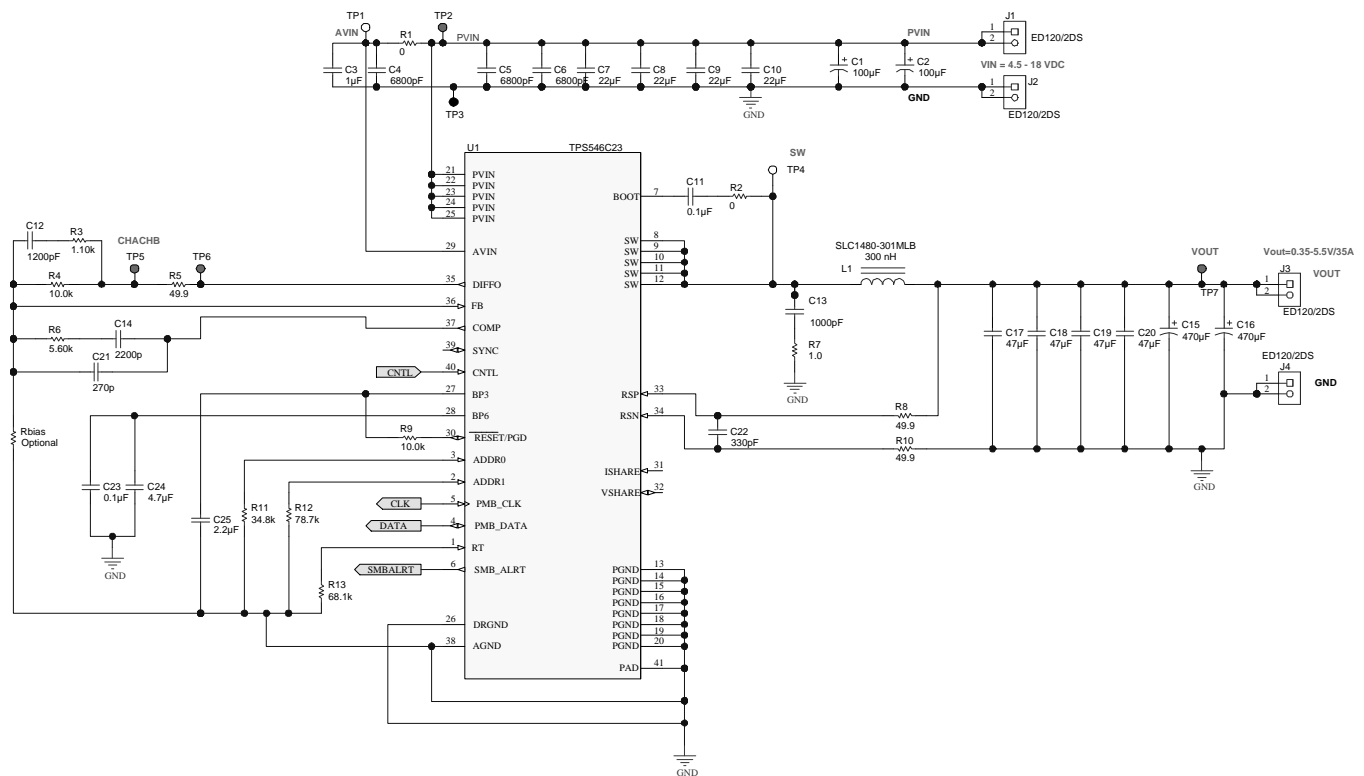 TP1
TP2
J1
AVIN
R1
0
PVIN
PVIN
1
2
ED120/2DS
C3
1µF
C4
6800pF
C5
6800pF
C6
6800pF
C7
22µF
C8
22µF
C9
22µF
C10
22µF
+
C1
100µF
+
C2
100µF
VIN = 4.5 - 18 VDC
J2
1
2
TP3
GND
GND
ED120/2DS
U1
TPS546C23
SW
TP4
21
PVIN
22
PVIN
23
PVIN
24
PVIN
25
PVIN
BOOT
7
C11
0.1µF
R2
0
C12
1200pF
R3
1.10k
CHACHB
TP5
TP6
29
AVIN
SW
8
SW
9
SW
10
SW
11
SW
12
SLC1480-301MLB
300 nH
L1
VOUT
Vout=0.35-5.5V/35A
J3
VOUT
R4
10.0k
R5
49.9
35
DIFFO
TP7
1
2
ED120/2DS
36
FB
C13
1000pF
37
COMP
R6
5.60k
C14
2200p
C17
47µF
C18
47µF
C19
47µF
C20
47µF
+
C15
470µF
+
C16
470µF
39
SYNC
R7
1.0
C21
270p
ED120/2DS
J4
40
CNTL
CNTL
1
2
GND
GND
27
BP3
RSP
33
28
BP6
RSN
34
R8
49.9
Rbias
Optional
R9
10.0k
30
RESET/PGD
C22
330pF
R10
49.9
3
ADDR0
ISHARE
31
GND
2
ADDR1
C23
0.1µF
C24
4.7µF
VSHARE
32
C25
2.2µF
R11
34.8k
R12
78.7k
CLK
5
PMB_CLK
DATA
4
PMB_DATA
1
RT
GND
SMBALRT
6
SMB_ALRT
R13
68.1k
PGND
13
PGND
14
PGND
15
PGND
16
PGND
17
PGND
18
PGND
19
PGND
20
26
DRGND
38
AGND
PAD
41
GND